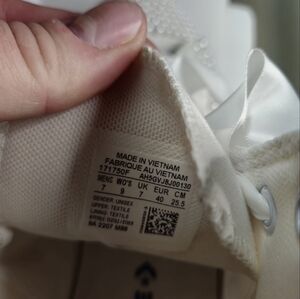 MADE IN VIETNAM
FABRIQUE AU VIETNAM
171750F AH5GVJ8J00130
MENS WO'S UK EUR CM
7 9 7 40 25.5
GENDER: UNISEX
UPPER: TEXTILE
LINING: TEXTILE